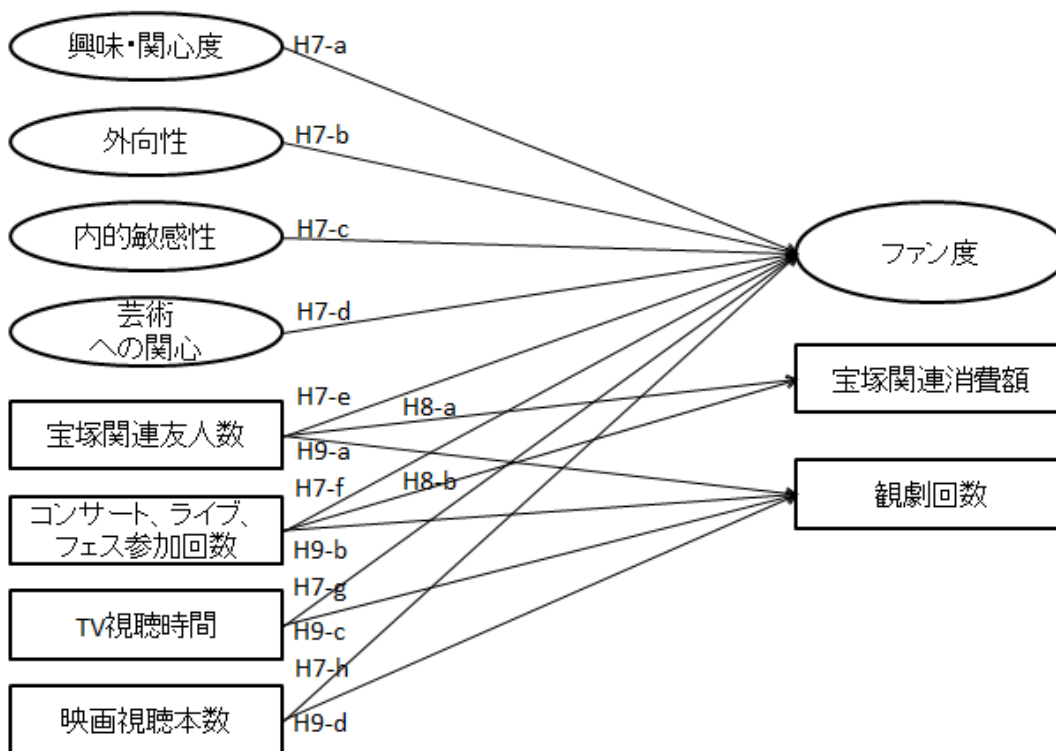 興味・関心度
H7-a
外向性
H7-b
内的敏感性
H7-c
芸術
への関心
H7-d
宝塚関連友人数
H7-e
H8-a
H9-a
コンサート、ライブ、
フェス参加回数
H7-f
H8-b
H9-b
TV視聴時間
H7-g
H9-c
映画視聴本数
H7-h
H9-d
ファン度
宝塚関連消費額
観劇回数